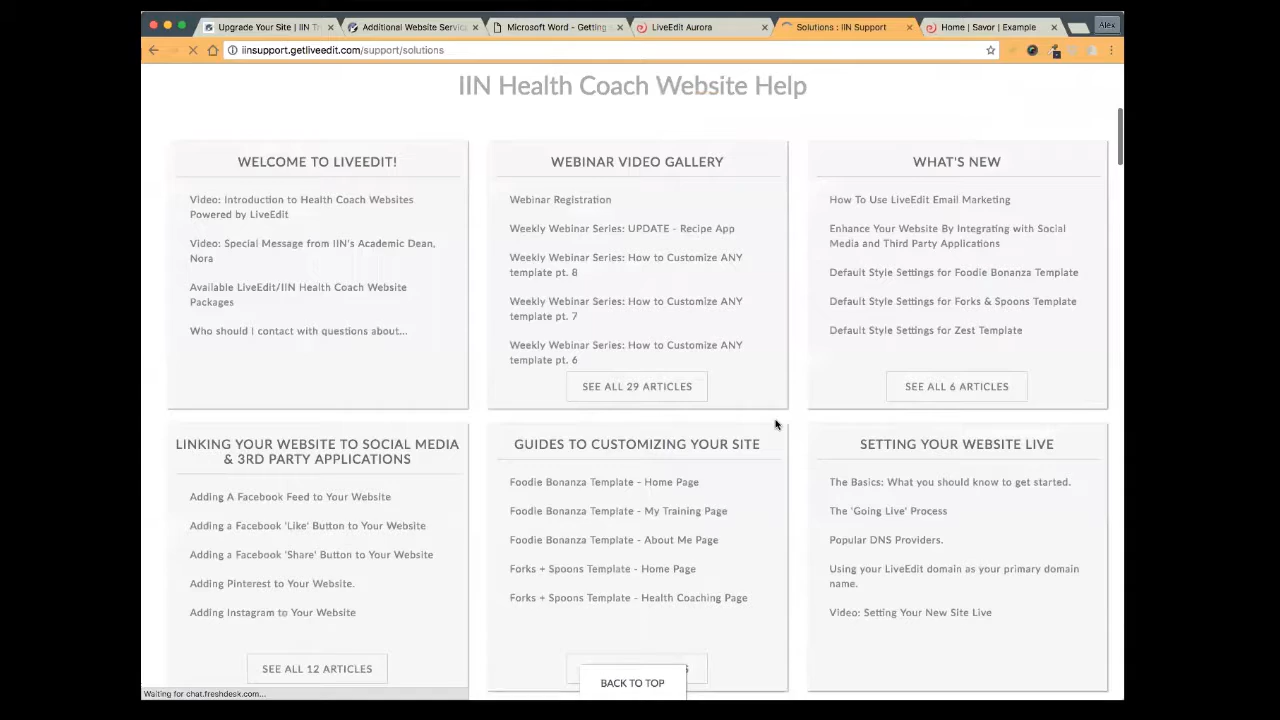 Upgrade Your Site | IIN Tr
Additional Website Service
Microsoft Word - Getting
LiveEdit Aurora
Solutions : IIN Support
Home | Savor | Example
Alex
iinsupport.getliveedit.com/support/solutions
IIN Health Coach Website Help
WELCOME TO LIVEEDIT!
Video: Introduction to Health Coach Websites
Powered by LiveEdit
Video: Special Message from IIN's Academic Dean,
Nora
Available LiveEdit/IIN Health Coach Website
Packages
Who should I contact with questions about...
WEBINAR VIDEO GALLERY
Webinar Registration
Weekly Webinar Series: UPDATE - Recipe App
Weekly Webinar Series: How to Customize ANY
template pt. 8
Weekly Webinar Series: How to Customize ANY
template pt. 7
Weekly Webinar Series: How to Customize ANY
template pt. 6
SEE ALL 29 ARTICLES
WHAT'S NEW
How To Use LiveEdit Email Marketing
Enhance Your Website By Integrating with Social
Media and Third Party Applications
Default Style Settings for Foodie Bonanza Template
Default Style Settings for Forks & Spoons Template
Default Style Settings for Zest Template
SEE ALL 6 ARTICLES
LINKING YOUR WEBSITE TO SOCIAL MEDIA
& 3RD PARTY APPLICATIONS
Adding A Facebook Feed to Your Website
Adding a Facebook 'Like' Button to Your Website
Adding a Facebook 'Share' Button to Your Website
Adding Pinterest to Your Website.
Adding Instagram to Your Website
SEE ALL 12 ARTICLES
GUIDES TO CUSTOMIZING YOUR SITE
Foodie Bonanza Template - Home Page
Foodie Bonanza Template - My Training Page
Foodie Bonanza Template - About Me Page
Forks + Spoons Template - Home Page
Forks + Spoons Template - Health Coaching Page
SETTING YOUR WEBSITE LIVE
The Basics: What you should know to get started.
The 'Going Live' Process
Popular DNS Providers.
Using your LiveEdit domain as your primary domain
name.
Video: Setting Your New Site Live
BACK TO TOP
Waiting for chat.freshdesk.com...